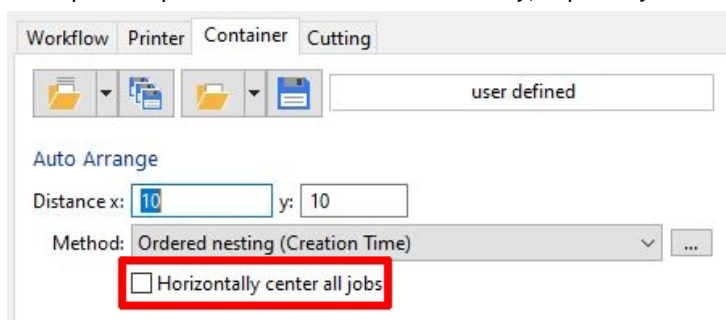 Workflow Printer Container Cutting
user defined
Auto Arrange
Distance x: 10 y: 10
Method: Ordered nesting (Creation Time) ...
Horizontally center all jobs